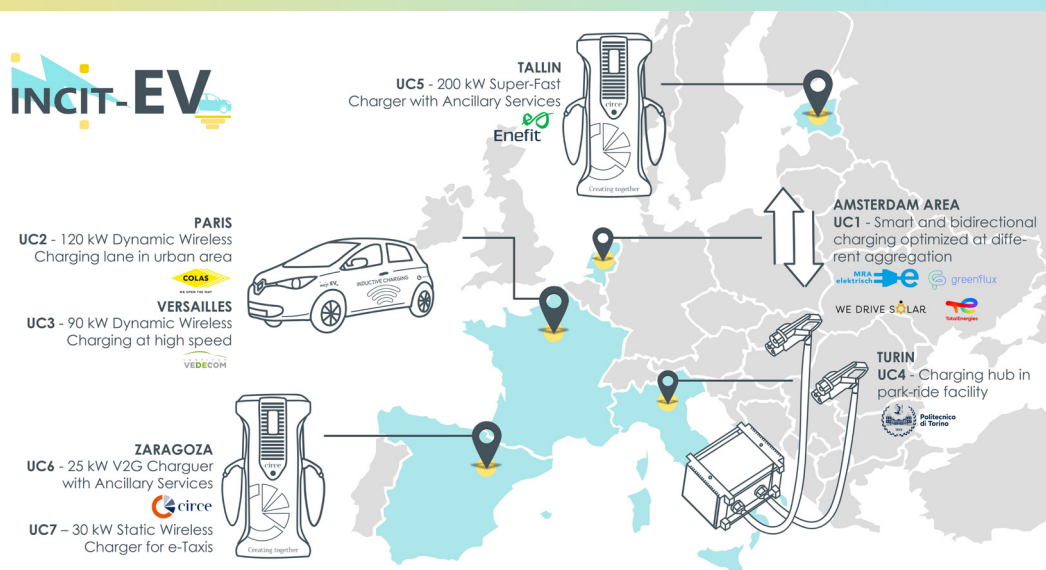 INCIT-EV
TALLIN
UC5 - 200 kW Super-Fast
Charger with Ancillary Services
Enefit
circe
Creating together
PARIS
UC2 - 120 kW Dynamic Wireless
Charging lane in urban area
COLAS
WE OPEN THE WAY
VERSAILLES
UC3 - 90 kW Dynamic Wireless
Charging at high speed
VEDECOM
INDUCTIVE CHARGING
AMSTERDAM AREA
UC1 - Smart and bidirectional
charging optimized at diffe-
rent aggregation
MRA
elektrisch
greenflux
WE DRIVE SOLAR
TotalEnergies
TURIN
UC4 - Charging hub in
park-ride facility
Politecnico
di Torino
ZARAGOZA
UC6 - 25 kW V2G Charguer
with Ancillary Services
circe
UC7 – 30 kW Static Wireless
Charger for e-Taxis
circe
Creating together